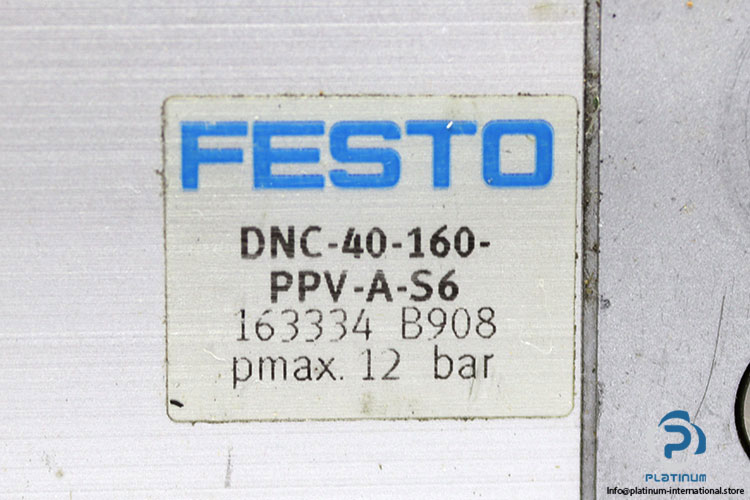 FESTO
DNC-40-160-
PPV-A-S6
163334 B908
pmax. 12 bar
PLATINUM
Info@platinum-international.store